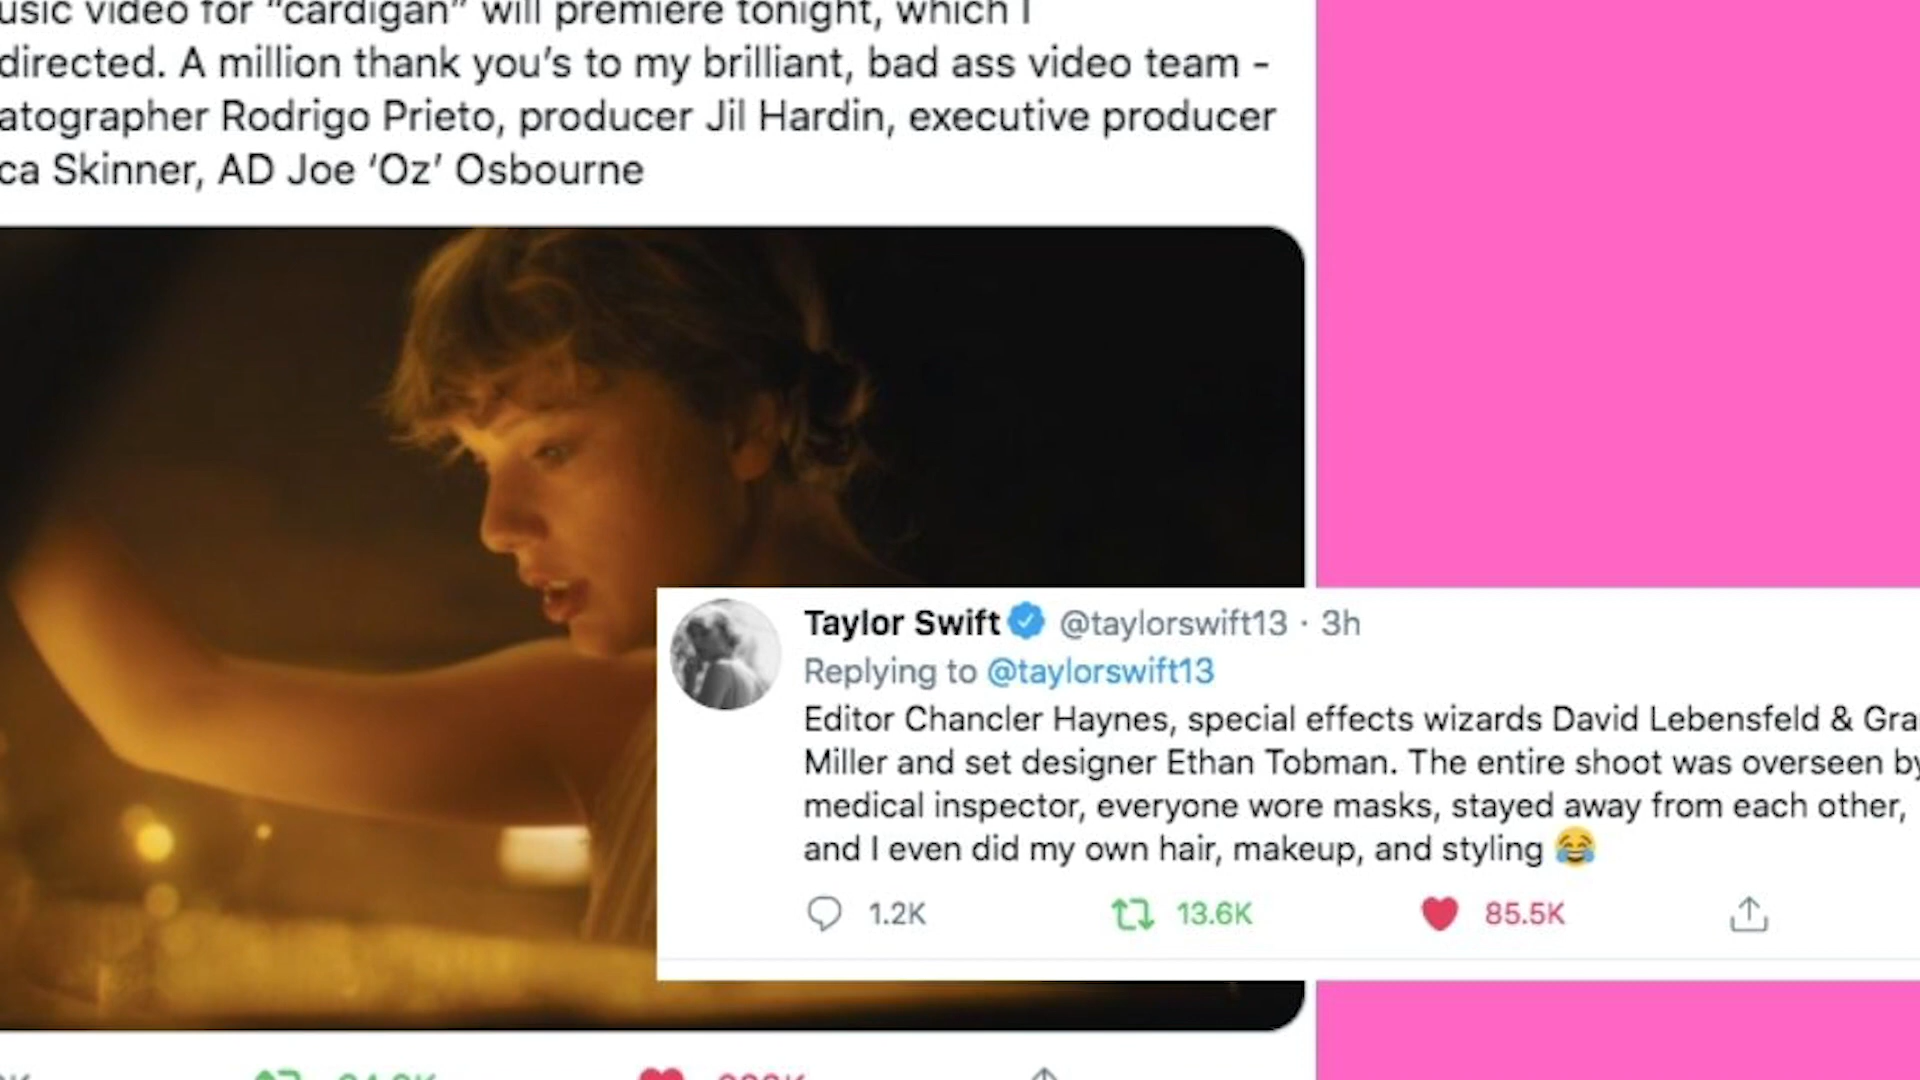 usic video for “cardigan” will premiere tonight, which I
directed. A million thank you’s to my brilliant, bad ass video team -
atographer Rodrigo Prieto, producer Jil Hardin, executive producer
ca Skinner, AD Joe ‘Oz’ Osbourne
Taylor Swift @taylorswift13 · 3h
Replying to @taylorswift13
Editor Chancler Haynes, special effects wizards David Lebensfeld & Gra
Miller and set designer Ethan Tobman. The entire shoot was overseen by
medical inspector, everyone wore masks, stayed away from each other,
and I even did my own hair, makeup, and styling 😂
1.2K 13.6K 85.5K